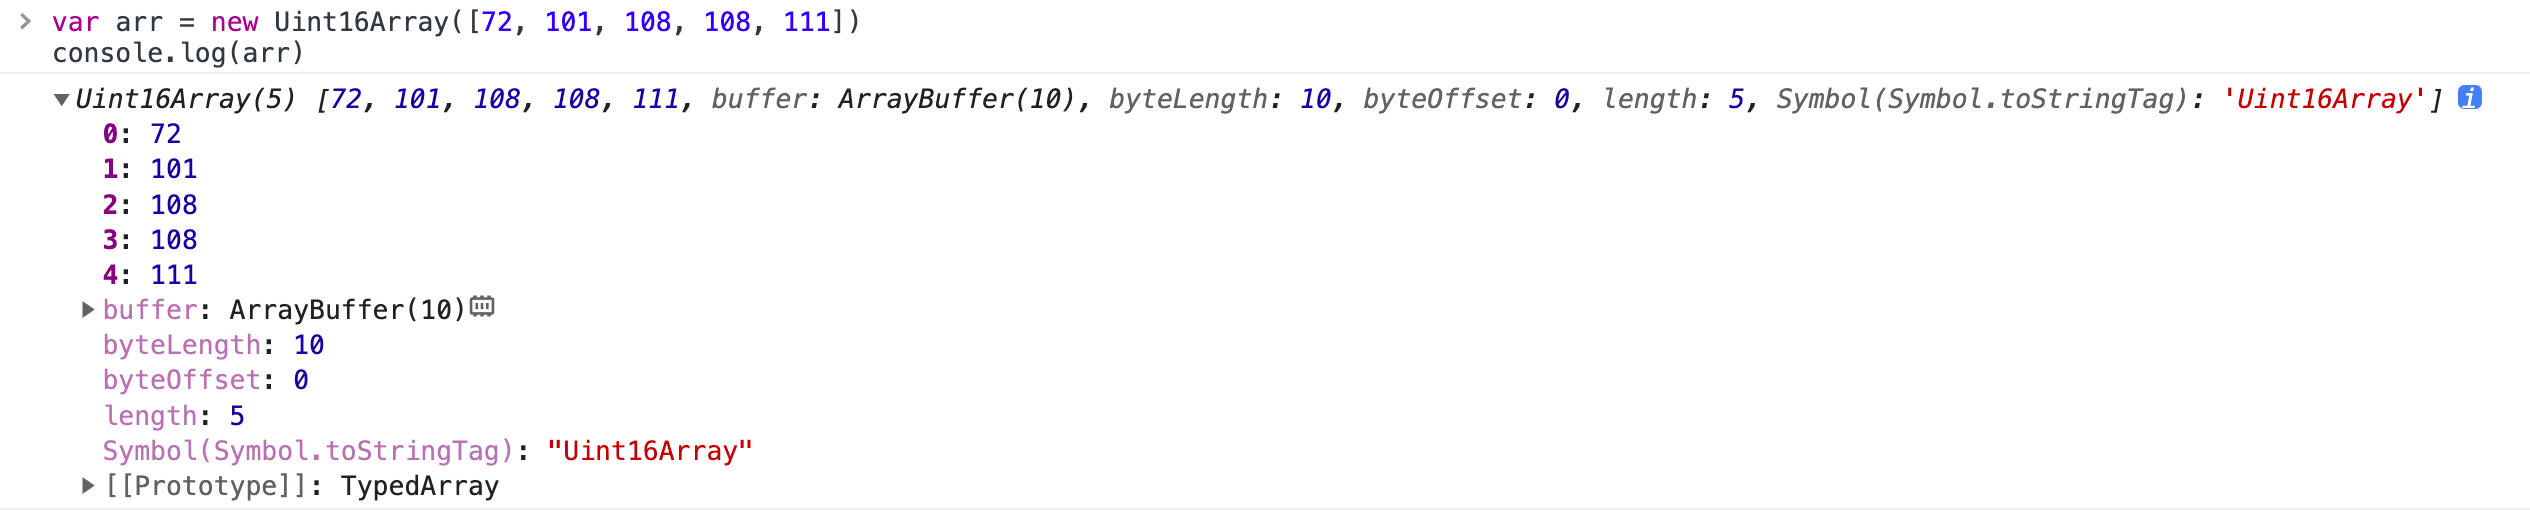 > var arr = new Uint16Array([72, 101, 108, 108, 111])
console.log(arr)
▼Uint16Array(5) [72, 101, 108, 108, 111, buffer: ArrayBuffer(10), byteLength: 10, byteOffset: 0, length: 5, Symbol(Symbol.toStringTag): 'Uint16Array'] i
0: 72
1: 101
2: 108
3: 108
4: 111
▶ buffer: ArrayBuffer(10)
byteLength: 10
byteOffset: 0
length: 5
Symbol(Symbol.toStringTag): "Uint16Array"
▶ [[Prototype]]: TypedArray